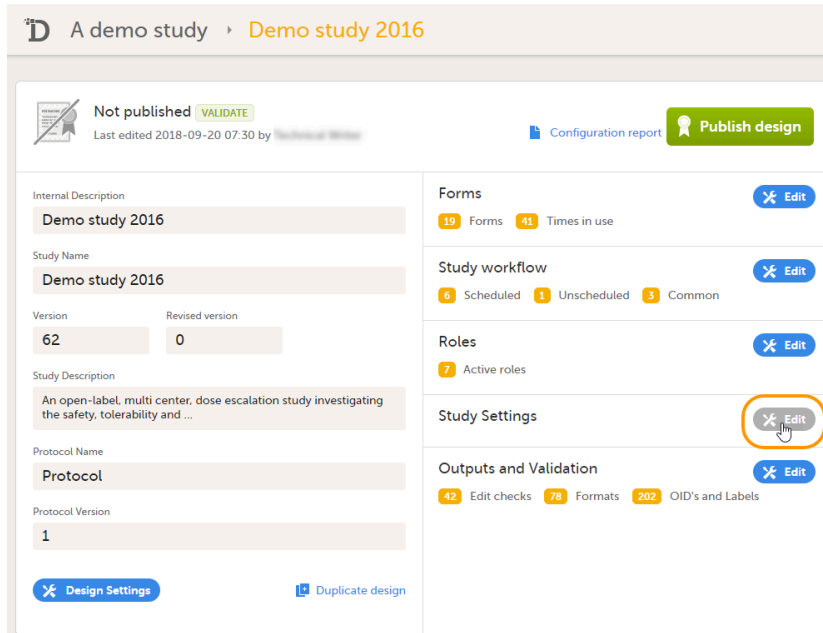 A demo study Demo study 2016
Not published VALIDATE
Last edited 2018-09-20 07:30 by
Configuration report
Publish design
Internal Description
Demo study 2016
Study Name
Demo study 2016
Version Revised version
62 0
Study Description
An open-label, multi center, dose escalation study investigating
the safety, tolerability and ...
Protocol Name
Protocol
Protocol Version
1
Design Settings
Duplicate design
Forms
Edit
19 Forms 41 Times in use
Study workflow
Edit
6 Scheduled 1 Unscheduled 3 Common
Roles
Edit
7 Active roles
Study Settings
Edit
Outputs and Validation
Edit
42 Edit checks 78 Formats 202 OID's and Labels